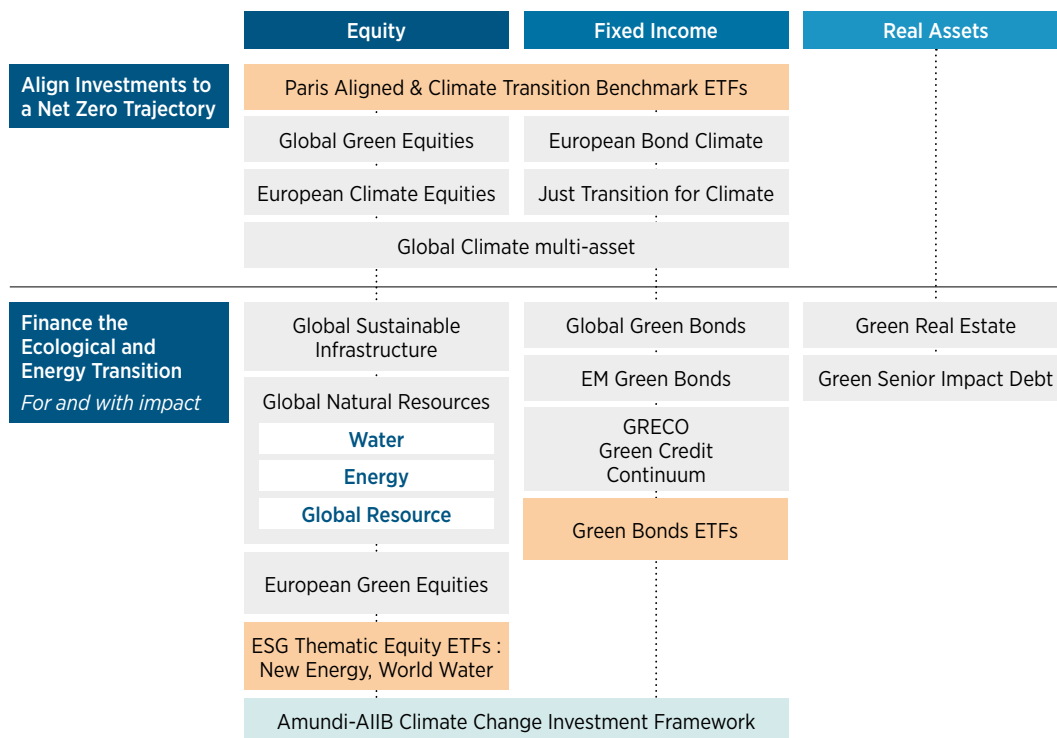 Equity
Fixed Income
Real Assets
Align Investments to
a Net Zero Trajectory
Paris Aligned & Climate Transition Benchmark ETFs
Global Green Equities
European Bond Climate
European Climate Equities
Just Transition for Climate
Global Climate multi-asset
Finance the
Ecological and
Energy Transition
For and with impact
Global Sustainable
Infrastructure
Global Natural Resources
Water
Energy
Global Resource
European Green Equities
ESG Thematic Equity ETFs :
New Energy, World Water
Global Green Bonds
EM Green Bonds
GRECO
Green Credit
Continuum
Green Bonds ETFs
Green Real Estate
Green Senior Impact Debt
Amundi-AIIB Climate Change Investment Framework